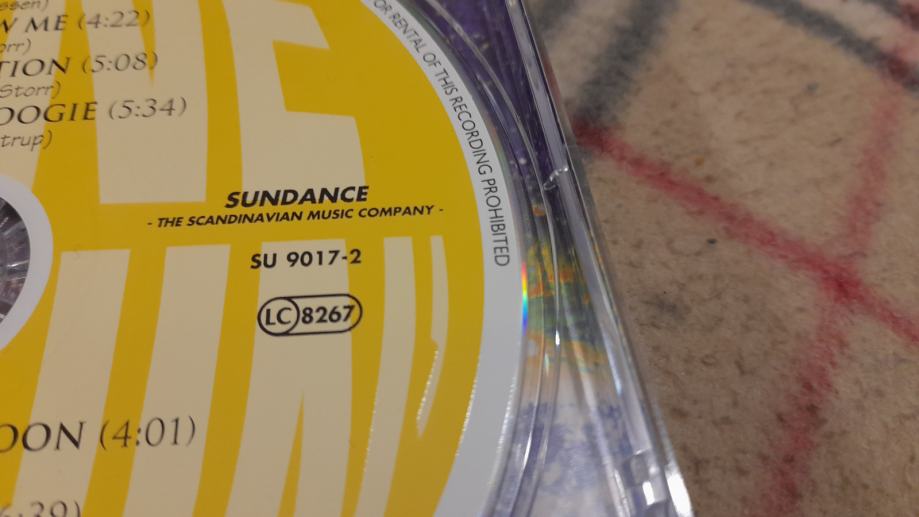 W ME (4:22)
TION (5:08)
Storr)
OOGIE (5:34)
trup)
OR RENTAL OF THIS RECORDING PROHIBITED
SUNDANCE
- THE SCANDINAVIAN MUSIC COMPANY -
SU 9017-2
LC 8267
OON (4:01)